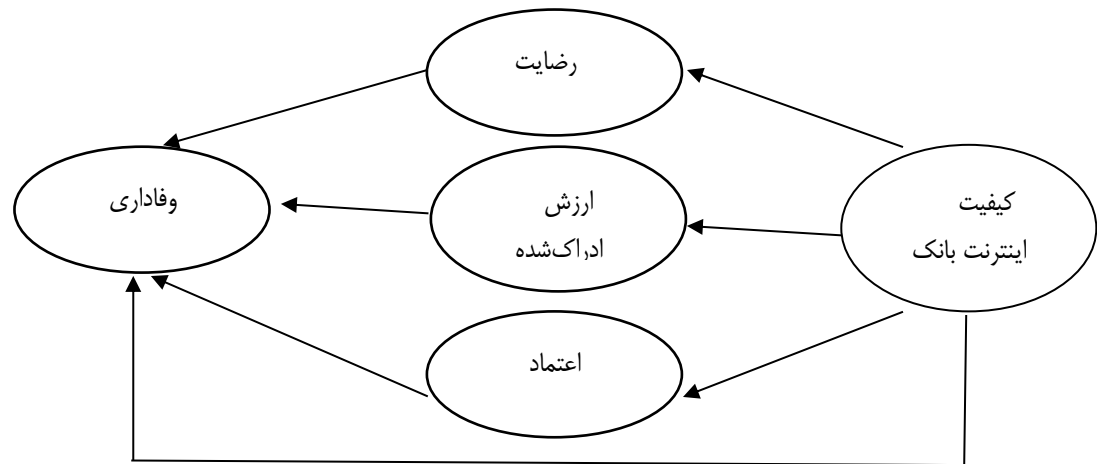 رضایت
کیفیت
اینترنت بانک
ارزش
ادراک‌شده
وفاداری
اعتماد